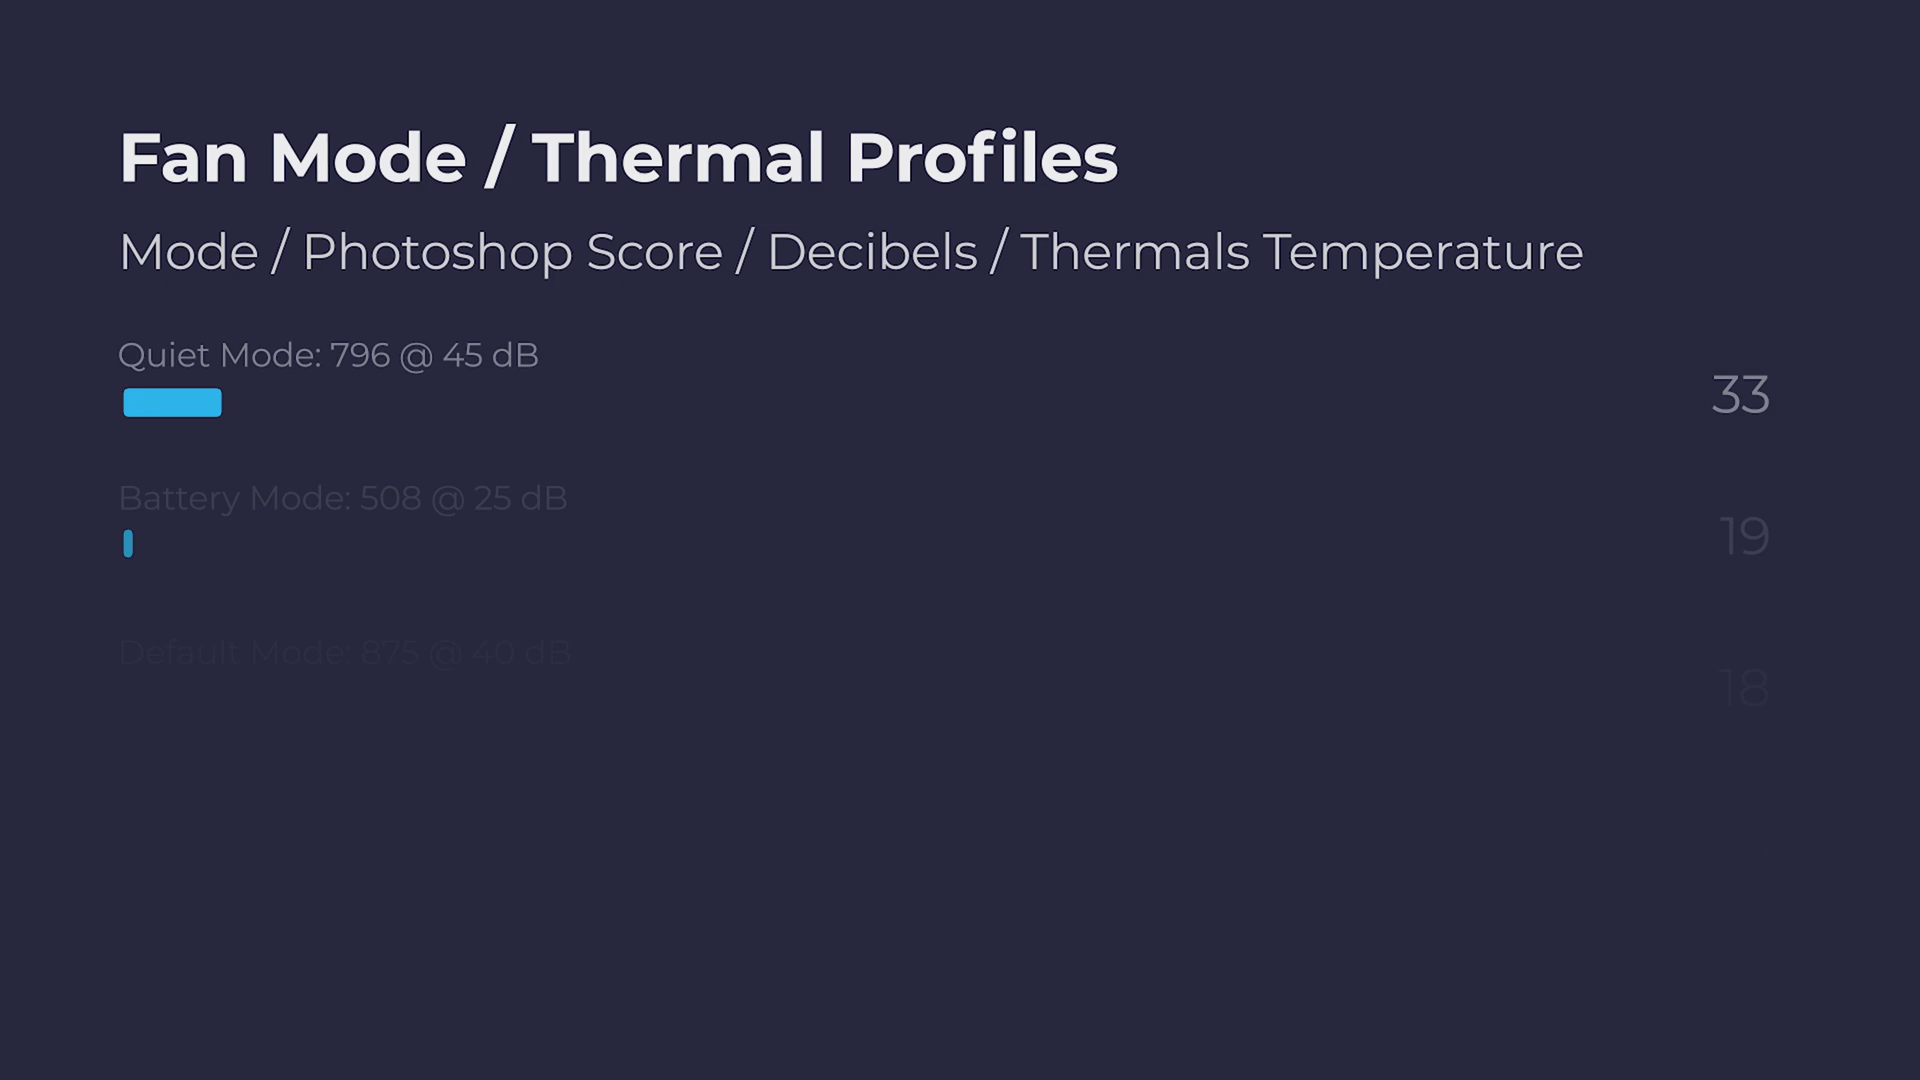 Fan Mode / Thermal Profiles
Mode / Photoshop Score / Decibels / Thermals Temperature
Quiet Mode: 796 @ 45 dB
33
Battery Mode: 508 @ 25 dB
19
Default Mode: 875 @ 40 dB
18